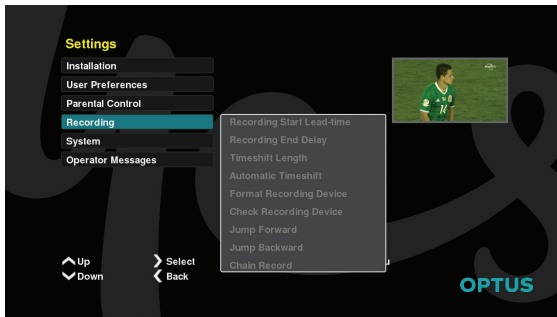 Settings
Installation
User Preferences
Parental Control
Recording
System
Operator Messages
Recording Start Lead-time
Recording End Delay
Timeshift Length
Automatic Timeshift
Format Recording Device
Check Recording Device
Jump Forward
Jump Backward
Chain Record
14
Up
Select
Down
Back
OPTUS